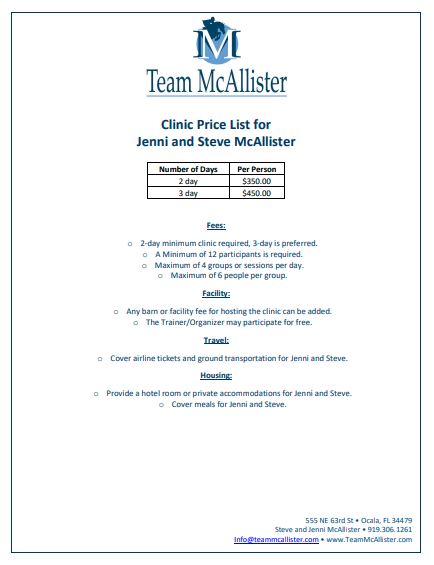 M
Team McAllister
Clinic Price List for
Jenni and Steve McAllister
Number of Days Per Person
2 day $350.00
3 day $450.00
Fees:
o 2-day minimum clinic required, 3-day is preferred.
o A Minimum of 12 participants is required.
o Maximum of 4 groups or sessions per day.
o Maximum of 6 people per group.
Facility:
o Any barn or facility fee for hosting the clinic can be added.
o The Trainer/Organizer may participate for free.
Travel:
o Cover airline tickets and ground transportation for Jenni and Steve.
Housing:
o Provide a hotel room or private accommodations for Jenni and Steve.
o Cover meals for Jenni and Steve.
555 NE 63rd St • Ocala, FL 34479
Steve and Jenni McAllister • 919.306.1261
Info@teammcallister.com • www.TeamMcAllister.com